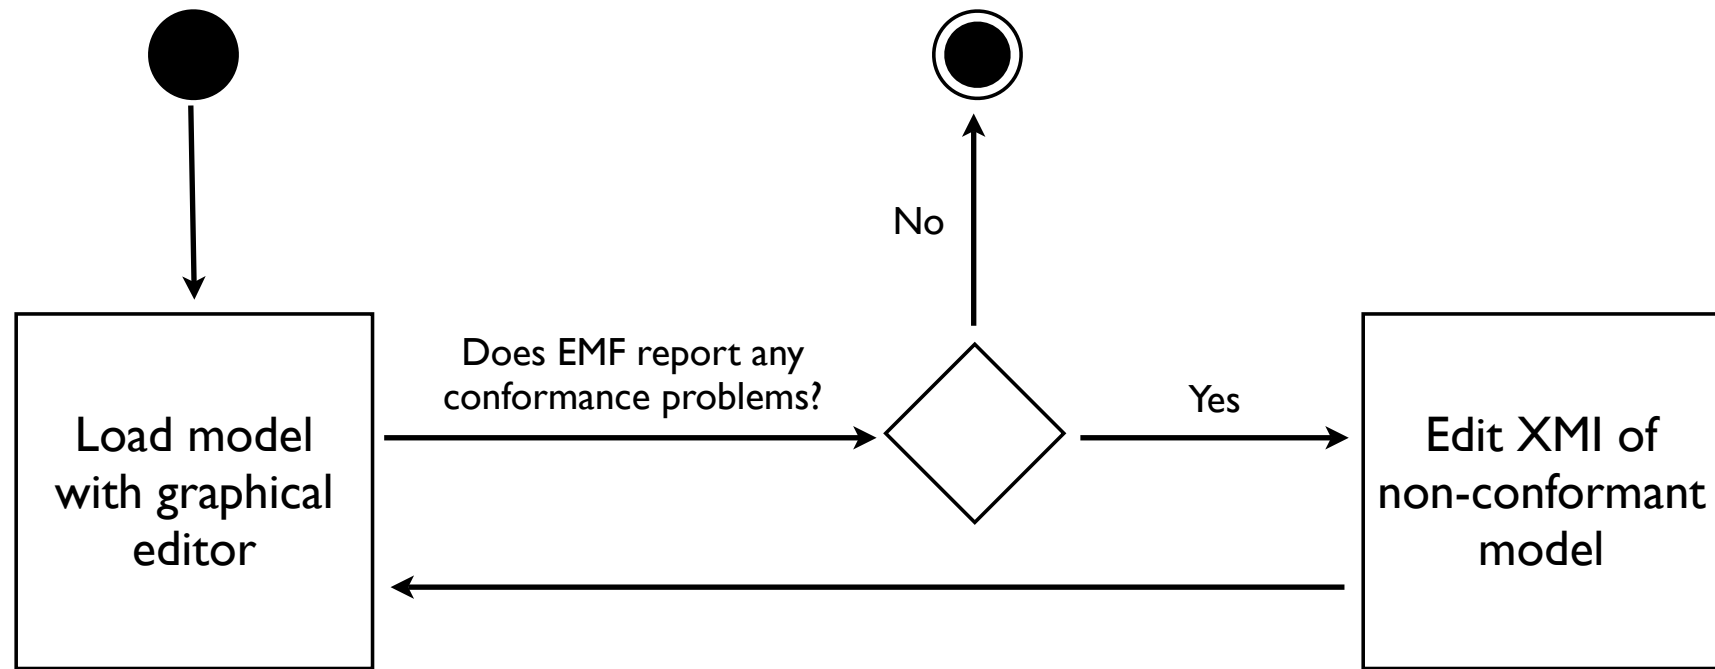 No
Does EMF report any
conformance problems?
Yes
Load model
with graphical
editor
Edit XMI of
non-conformant
model